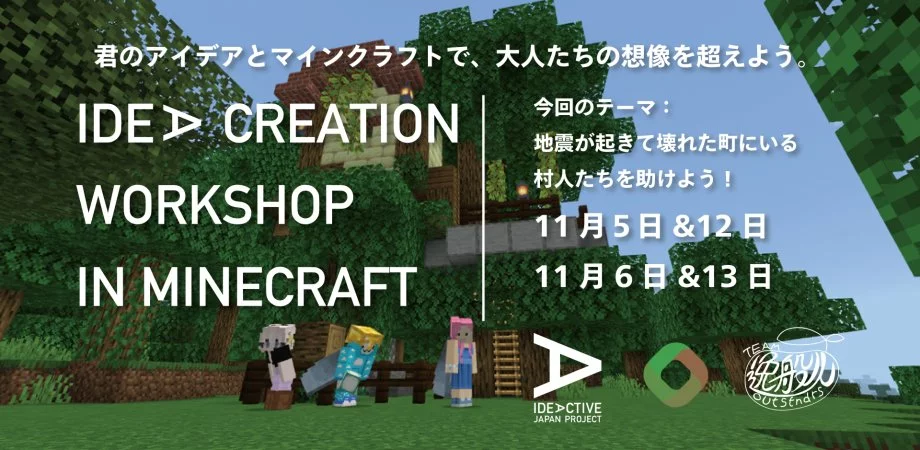 君のアイデアとマインクラフトで、大人たちの想像を超えよう。
IDEA CREATION
WORKSHOP
IN MINECRAFT
今回のテーマ：
地震が起きて壊れた町にいる
村人たちを助けよう！
11月5日&12日
11月6日&13日
IDEACTIVE
JAPAN PROJECT
TEAM
outstndrs